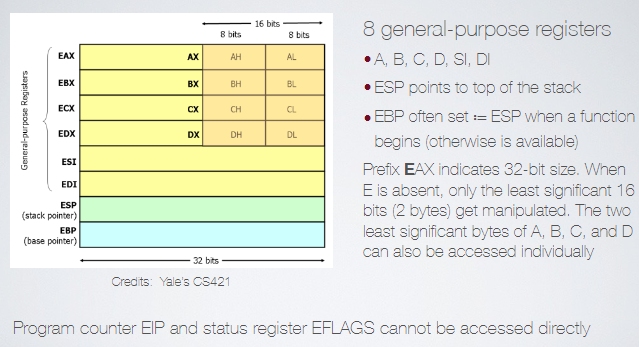 16 bits
8 bits 8 bits
General-purpose Registers
EAX AX AH AL
EBX BX BH BL
ECX CX CH CL
EDX DX DH DL
ESI
EDI
ESP
(stack pointer)
EBP
(base pointer)
32 bits
Credits: Yale's CS421
8 general-purpose registers
• A, B, C, D, SI, DI
• ESP points to top of the stack
• EBP often set := ESP when a function
begins (otherwise is available)
Prefix EAX indicates 32-bit size. When
E is absent, only the least significant 16
bits (2 bytes) get manipulated. The two
least significant bytes of A, B, C, and D
can also be accessed individually
Program counter EIP and status register EFLAGS cannot be accessed directly